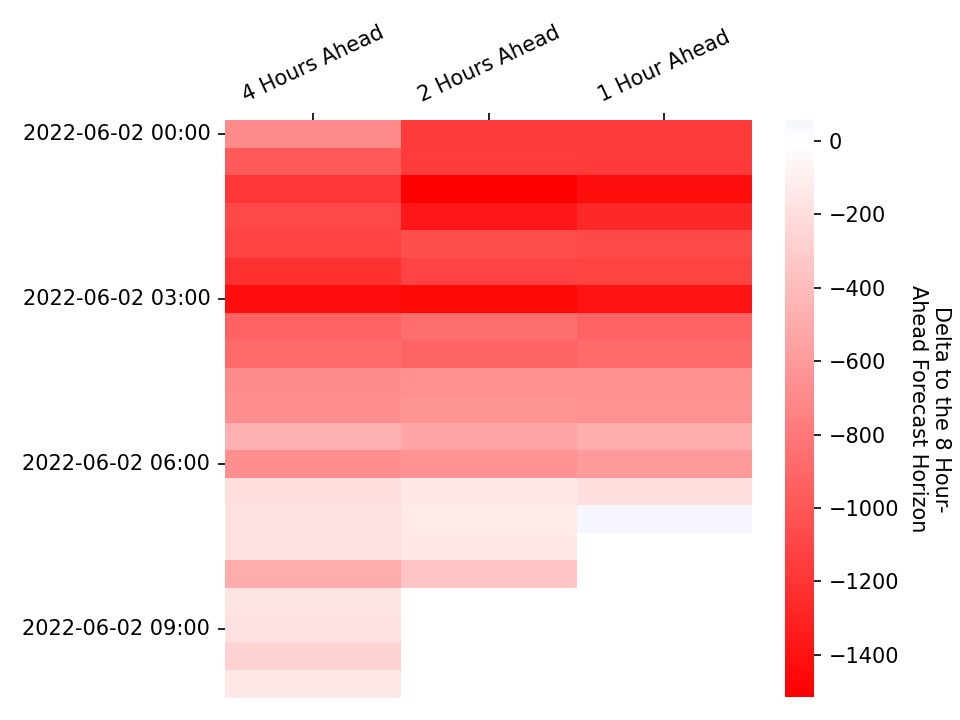 4 Hours Ahead
2 Hours Ahead
1 Hour Ahead
2022-06-02 00:00
2022-06-02 03:00
2022-06-02 06:00
2022-06-02 09:00
0
−200
−400
−600
−800
−1000
−1200
−1400
Delta to the 8 Hour-
Ahead Forecast Horizon